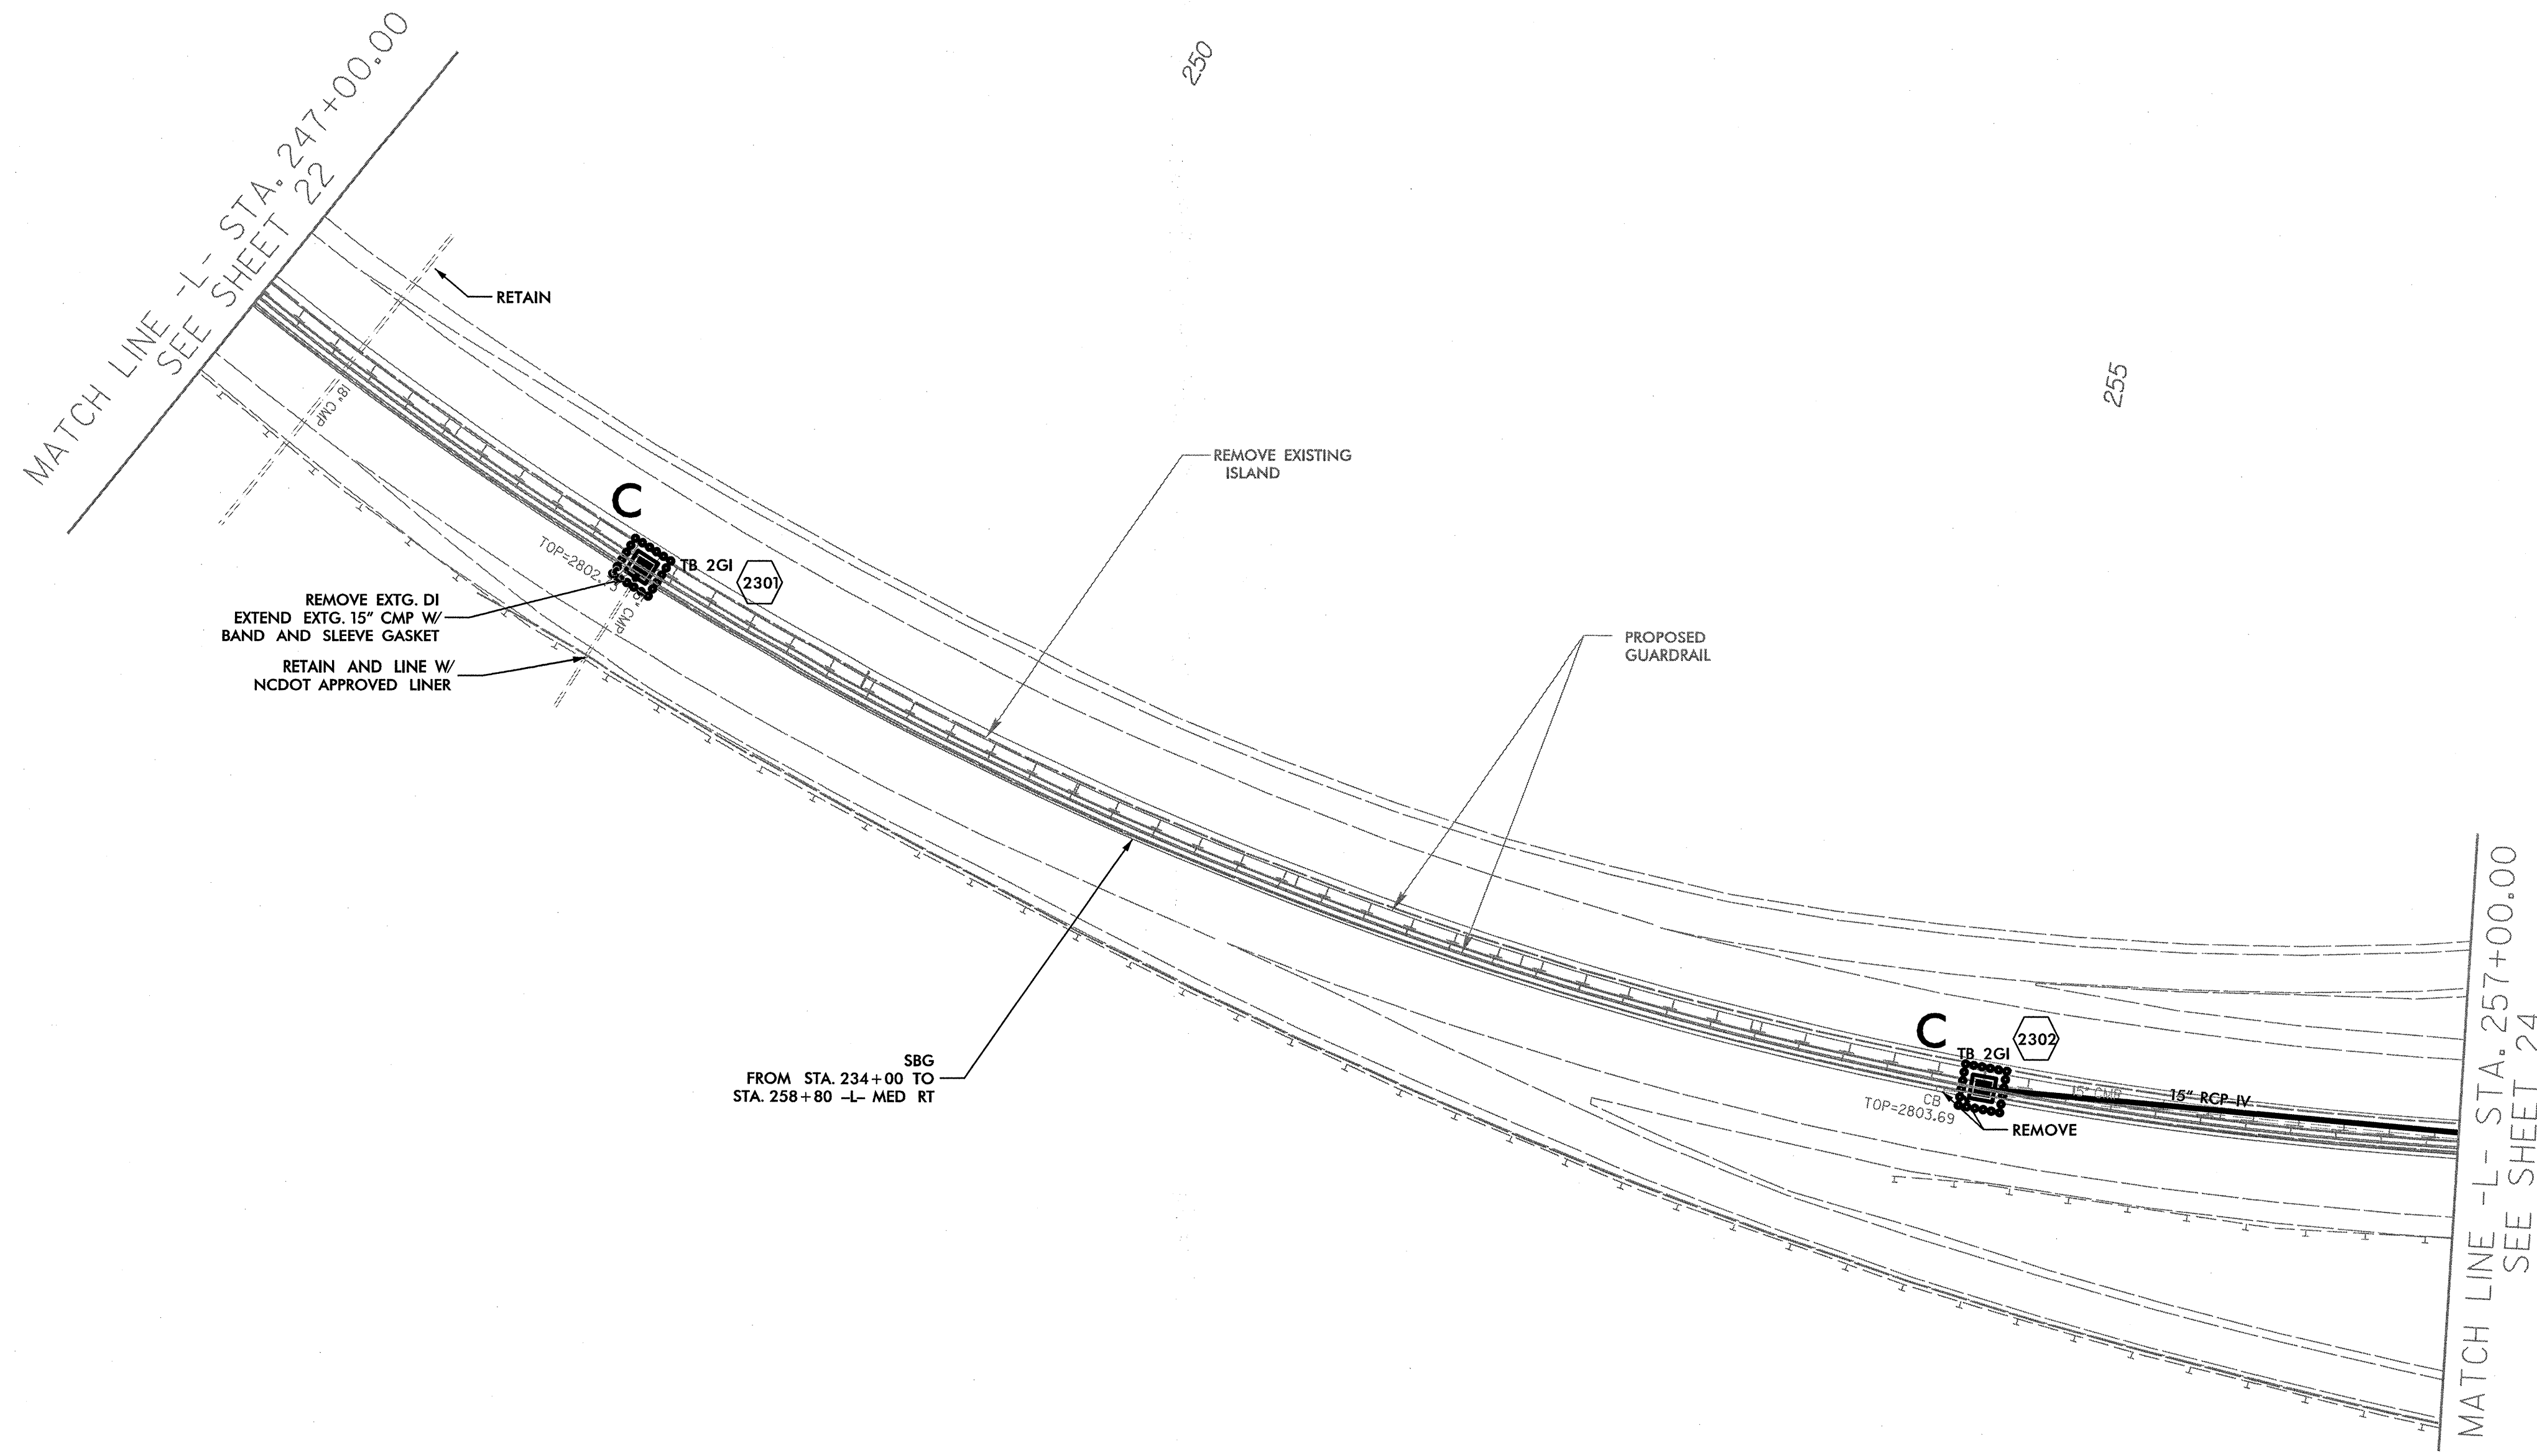 MATCH LINE -L- STA. 247+00.00
SEE SHEET 22
250
255
RETAIN
18" CMP
REMOVE EXISTING
ISLAND
C
TB 2GI
2301
TOP=2802.
CMP
REMOVE EXTG. DI
EXTEND EXTG. 15" CMP W/
BAND AND SLEEVE GASKET
RETAIN AND LINE W/
NCDOT APPROVED LINER
PROPOSED
GUARDRAIL
SBG
FROM STA. 234+00 TO
STA. 258+80 -L- MED RT
C
TB 2GI
2302
CB
TOP=2803.69
REMOVE
15" CMP
15" RCP-IV
MATCH LINE -L- STA. 257+00.00
SEE SHEET 24